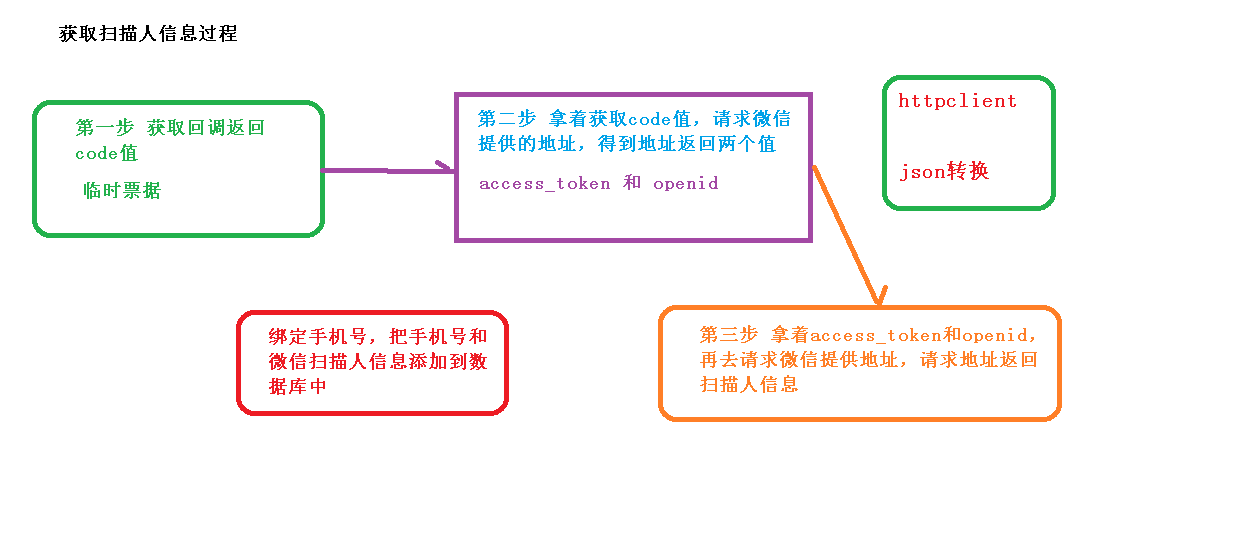 获取扫描人信息过程
第一步 获取回调返回
code值
临时票据
第二步 拿着获取code值，请求微信
提供的地址，得到地址返回两个值
access_token 和 openid
httpclient
json转换
第三步 拿着access_token和openid，
再去请求微信提供地址，请求地址返回
扫描人信息
绑定手机号，把手机号和
微信扫描人信息添加到数
据库中